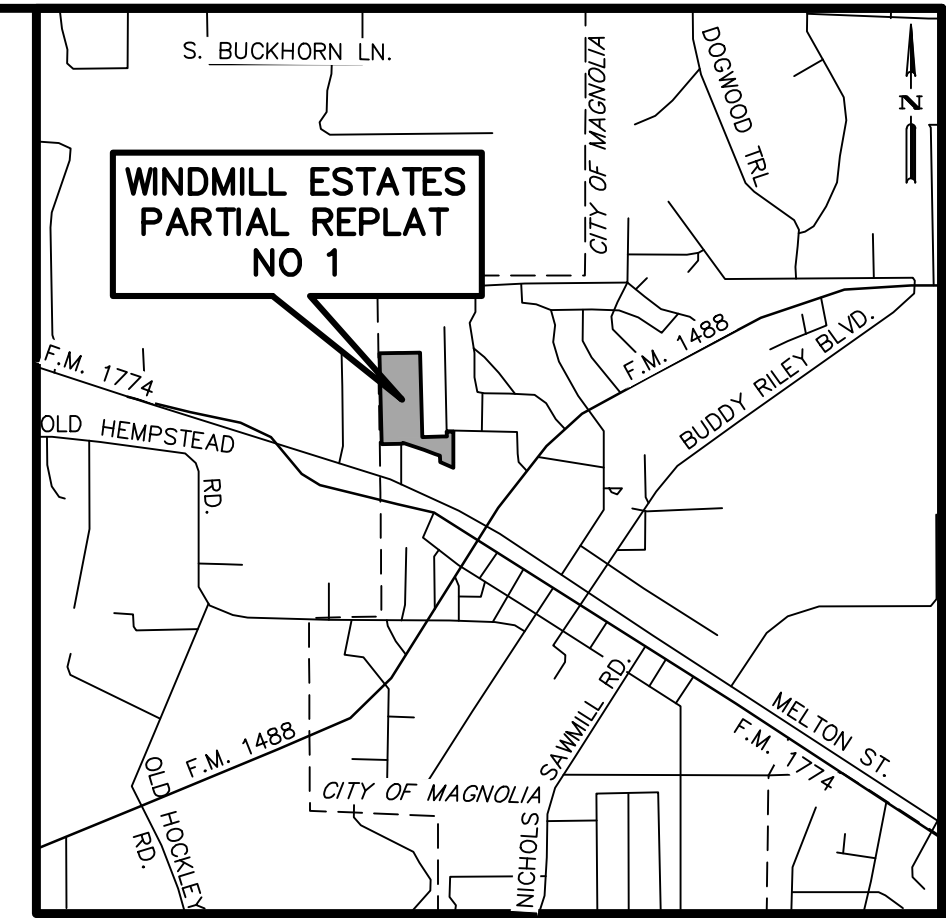 S. BUCKHORN LN.
CITY OF MAGNOLIA
DOGWOOD TRL
N
WINDMILL ESTATES
PARTIAL REPLAT
NO 1
F.M. 1774
OLD HEMPSTEAD
RD.
F.M. 1488
BUDDY RILEY BLVD.
F.M. 1488
OLD HOCKLEY
RD.
CITY OF MAGNOLIA
NICHOLS SAWMILL RD.
MELTON ST.
F.M. 1774